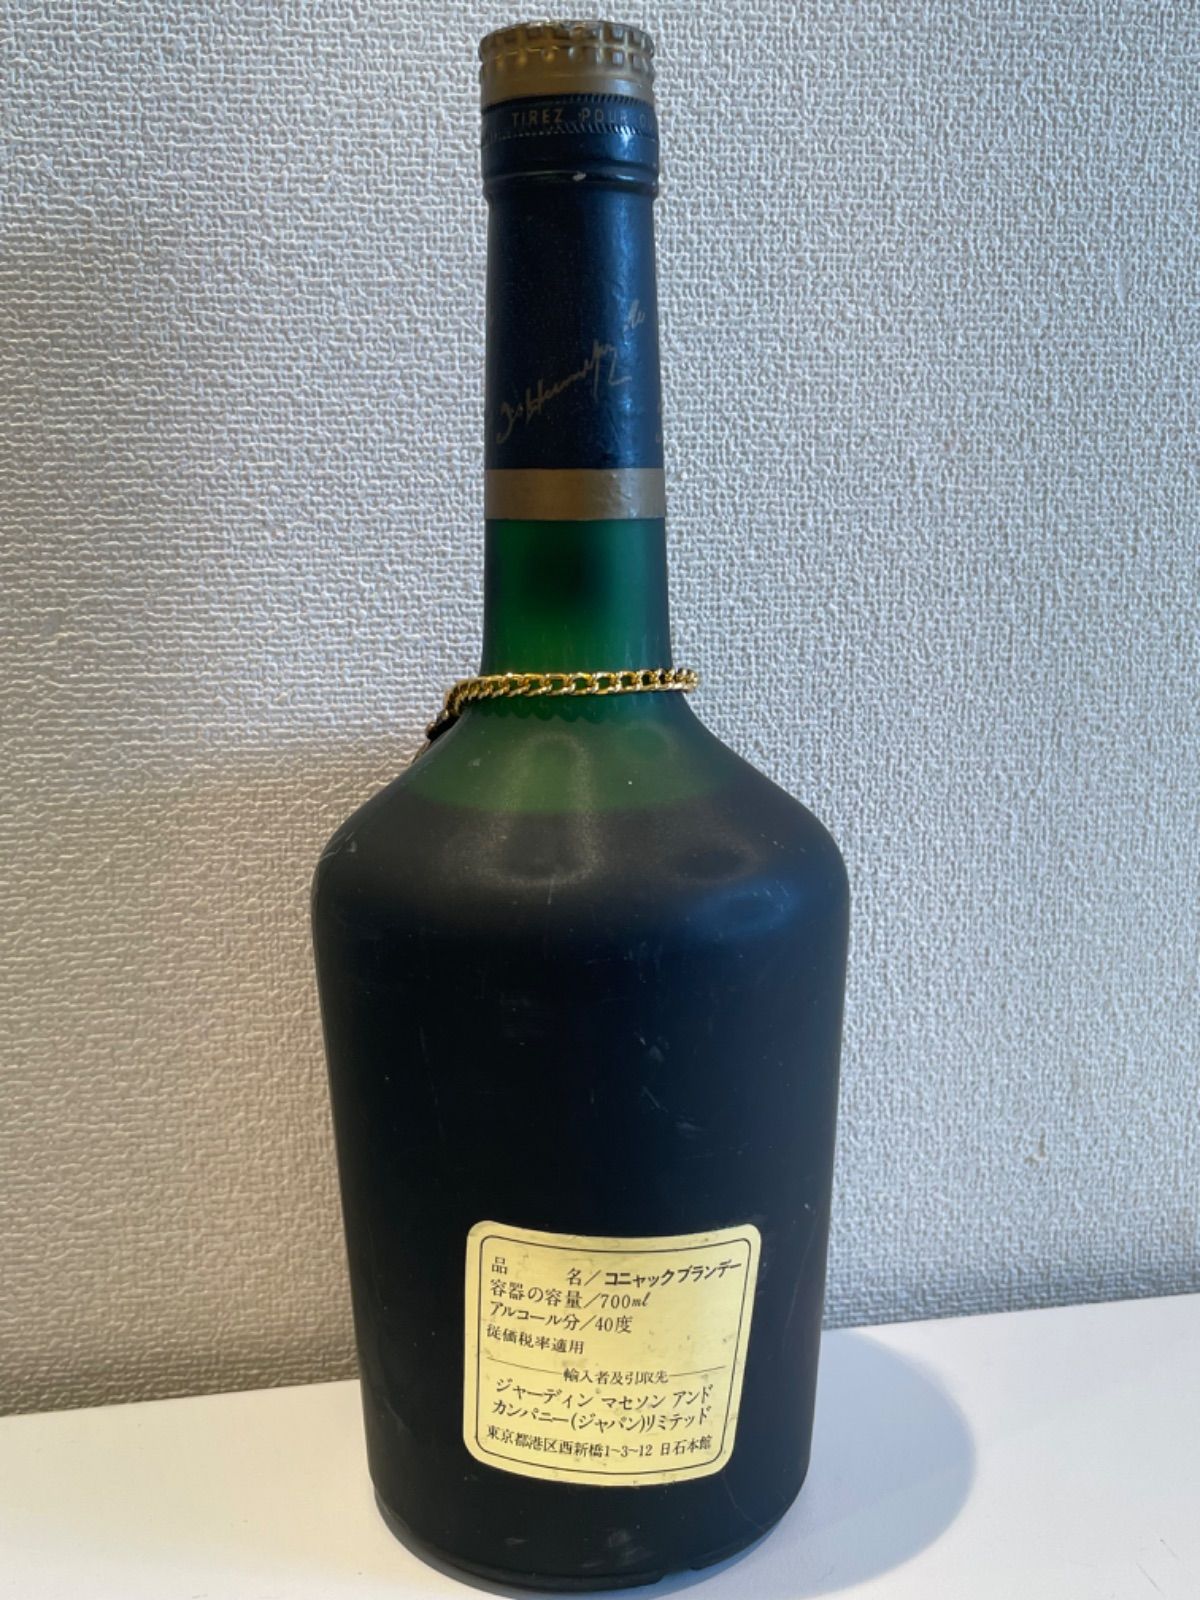 TIREZ POUR O
Jas Hennessy
品 名/コニャックブランデー
容器の容量/700ml
アルコール分/40度
従価税率適用
輸入者及引取先
ジャーディン マセソン アンド
カンパニー(ジャパン)リミテッド
東京都港区西新橋1~3~12 日石本館